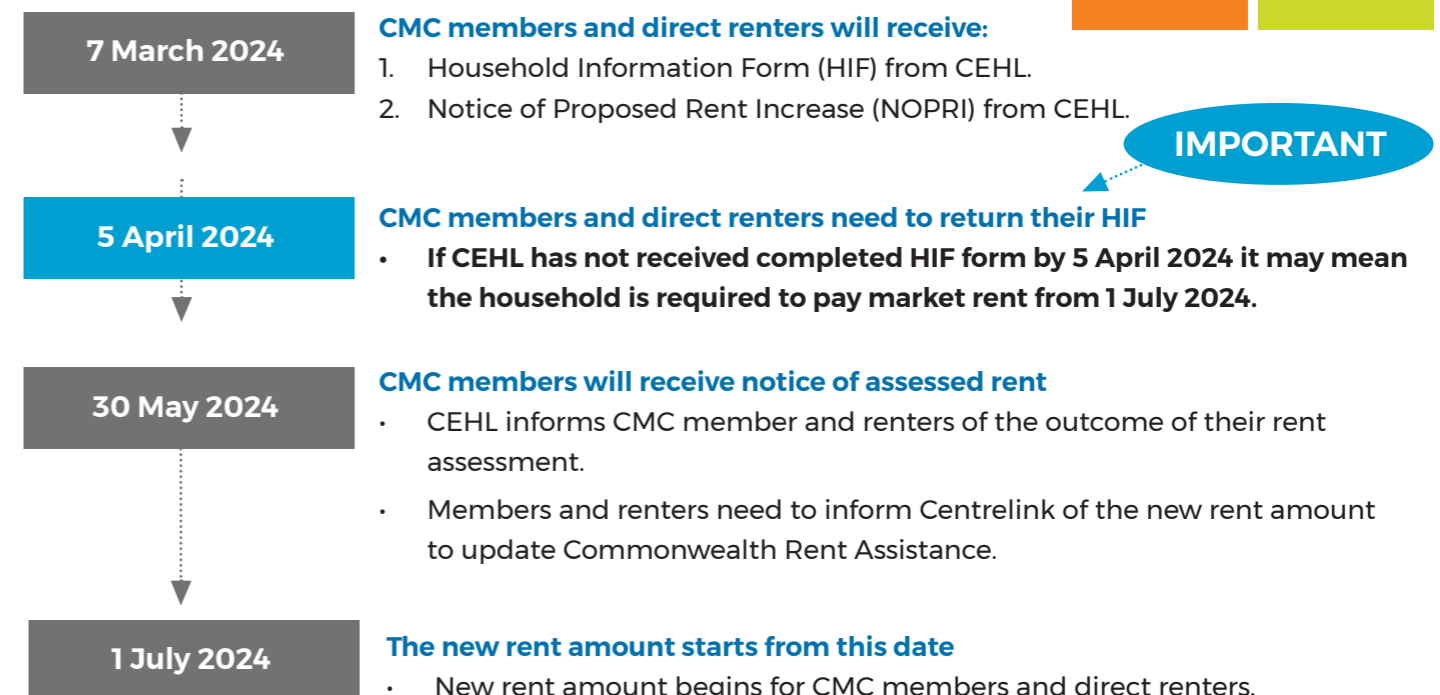 7 March 2024
CMC members and direct renters will receive:
1. Household Information Form (HIF) from CEHL.
2. Notice of Proposed Rent Increase (NOPRI) from CEHL.
IMPORTANT
5 April 2024
CMC members and direct renters need to return their HIF
• If CEHL has not received completed HIF form by 5 April 2024 it may mean
the household is required to pay market rent from 1 July 2024.
30 May 2024
CMC members will receive notice of assessed rent
• CEHL informs CMC member and renters of the outcome of their rent
assessment.
• Members and renters need to inform Centrelink of the new rent amount
to update Commonwealth Rent Assistance.
1 July 2024
The new rent amount starts from this date
• New rent amount begins for CMC members and direct renters.